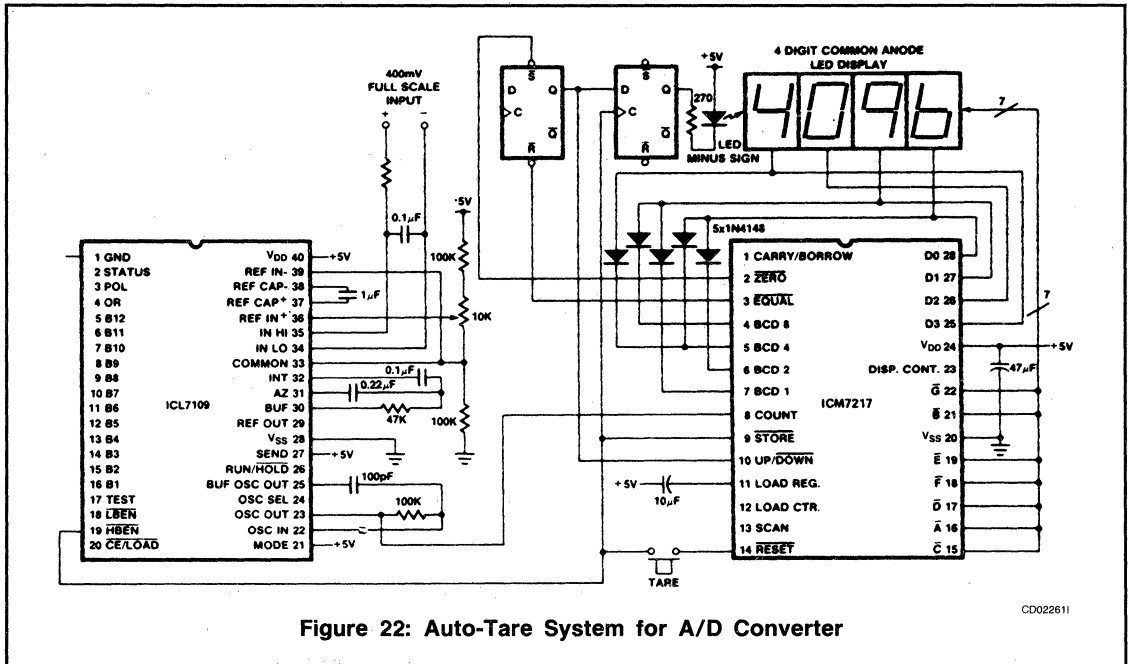 400mV
FULL SCALE
INPUT
+ -
0.1µF
·5V
100K
10K
100K
1 GND
2 STATUS
3 POL
4 OR
5 B12
6 B11
7 B10
8 B9
9 B8
10 B7
11 B6
12 B5
13 B4
14 B3
15 B2
16 B1
17 TEST
18 LBEN
19 HBEN
20 CE/LOAD
ICL7109
VDD 40
REF IN- 39
REF CAP- 38
REF CAP+ 37
REF IN+ 36
IN HI 35
IN LO 34
COMMON 33
INT 32
AZ 31
BUF 30
REF OUT 29
VSS 28
SEND 27
RUN/HOLD 26
BUF OSC OUT 25
OSC SEL 24
OSC OUT 23
OSC IN 22
MODE 21
+5V
1µF
0.1µF
0.22µF
47K
+5V
100pF
100K
+5V
S
D Q
C
Q
R
S
D Q
C
Q
R
+5V
270
LED
MINUS SIGN
4 DIGIT COMMON ANODE
LED DISPLAY
4096
7
5x1N4148
1 CARRY/BORROW
2 ZERO
3 EQUAL
4 BCD 8
5 BCD 4
6 BCD 2
7 BCD 1
8 COUNT
9 STORE
10 UP/DOWN
11 LOAD REG.
12 LOAD CTR.
13 SCAN
14 RESET
ICM7217
D0 28
D1 27
D2 26
D3 25
VDD 24
DISP. CONT. 23
G 22
B 21
VSS 20
E 19
F 18
D 17
A 16
C 15
7
+5V
47µF
+5V
10µF
TARE
CD02261I
Figure 22: Auto-Tare System for A/D Converter